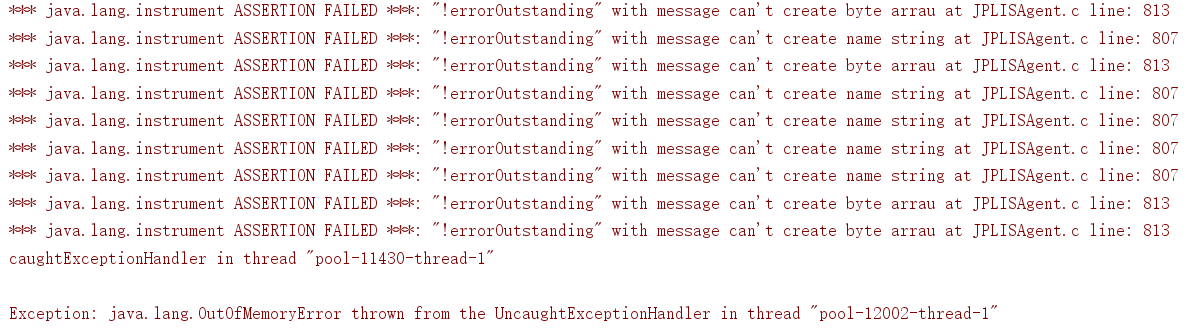 *** java.lang.instrument ASSERTION FAILED ***: "!errorOutstanding" with message can't create byte arrau at JPLISAgent.c line: 813
*** java.lang.instrument ASSERTION FAILED ***: "!errorOutstanding" with message can't create name string at JPLISAgent.c line: 807
*** java.lang.instrument ASSERTION FAILED ***: "!errorOutstanding" with message can't create byte arrau at JPLISAgent.c line: 813
*** java.lang.instrument ASSERTION FAILED ***: "!errorOutstanding" with message can't create name string at JPLISAgent.c line: 807
*** java.lang.instrument ASSERTION FAILED ***: "!errorOutstanding" with message can't create name string at JPLISAgent.c line: 807
*** java.lang.instrument ASSERTION FAILED ***: "!errorOutstanding" with message can't create name string at JPLISAgent.c line: 807
*** java.lang.instrument ASSERTION FAILED ***: "!errorOutstanding" with message can't create name string at JPLISAgent.c line: 807
*** java.lang.instrument ASSERTION FAILED ***: "!errorOutstanding" with message can't create byte arrau at JPLISAgent.c line: 813
*** java.lang.instrument ASSERTION FAILED ***: "!errorOutstanding" with message can't create byte arrau at JPLISAgent.c line: 813
caughtExceptionHandler in thread "pool-11430-thread-1"
Exception: java.lang.OutOfMemoryError thrown from the UncaughtExceptionHandler in thread "pool-12002-thread-1"